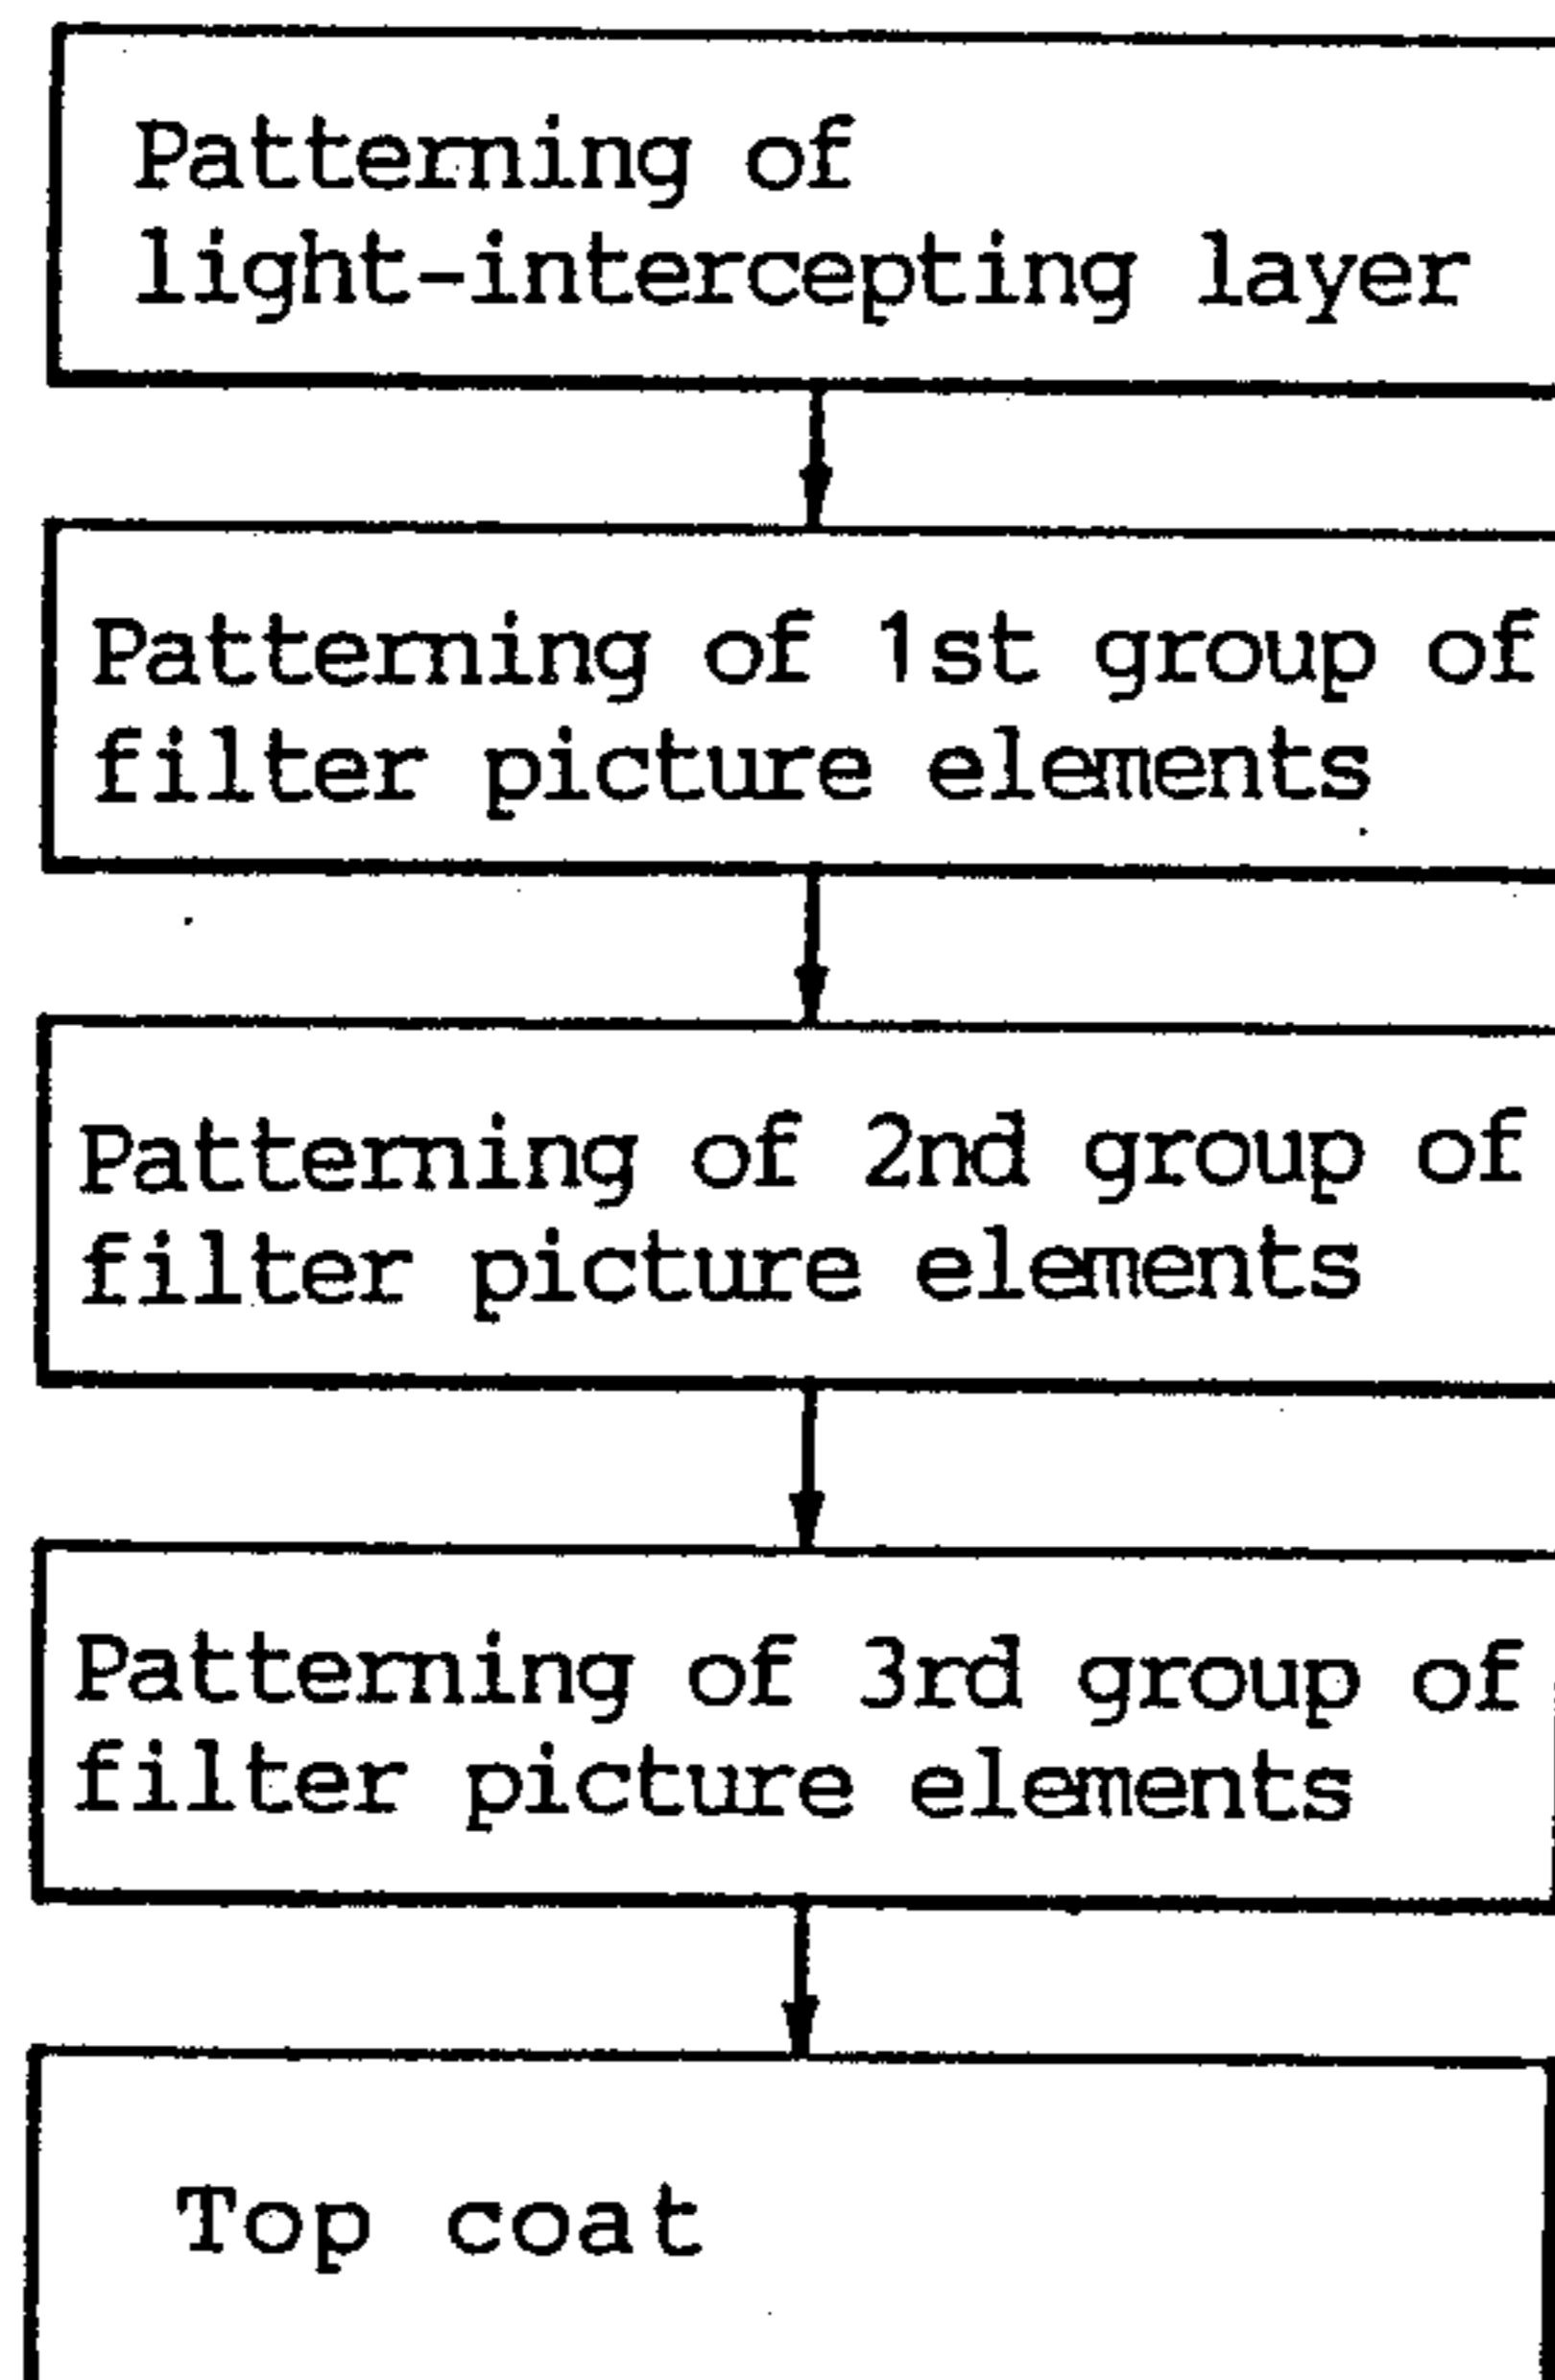 Patterning of
light-intercepting layer
Patterning of 1st group of
filter picture elements
Patterning of 2nd group of
filter picture elements
Patterning of 3rd group of
filter picture elements
Top coat